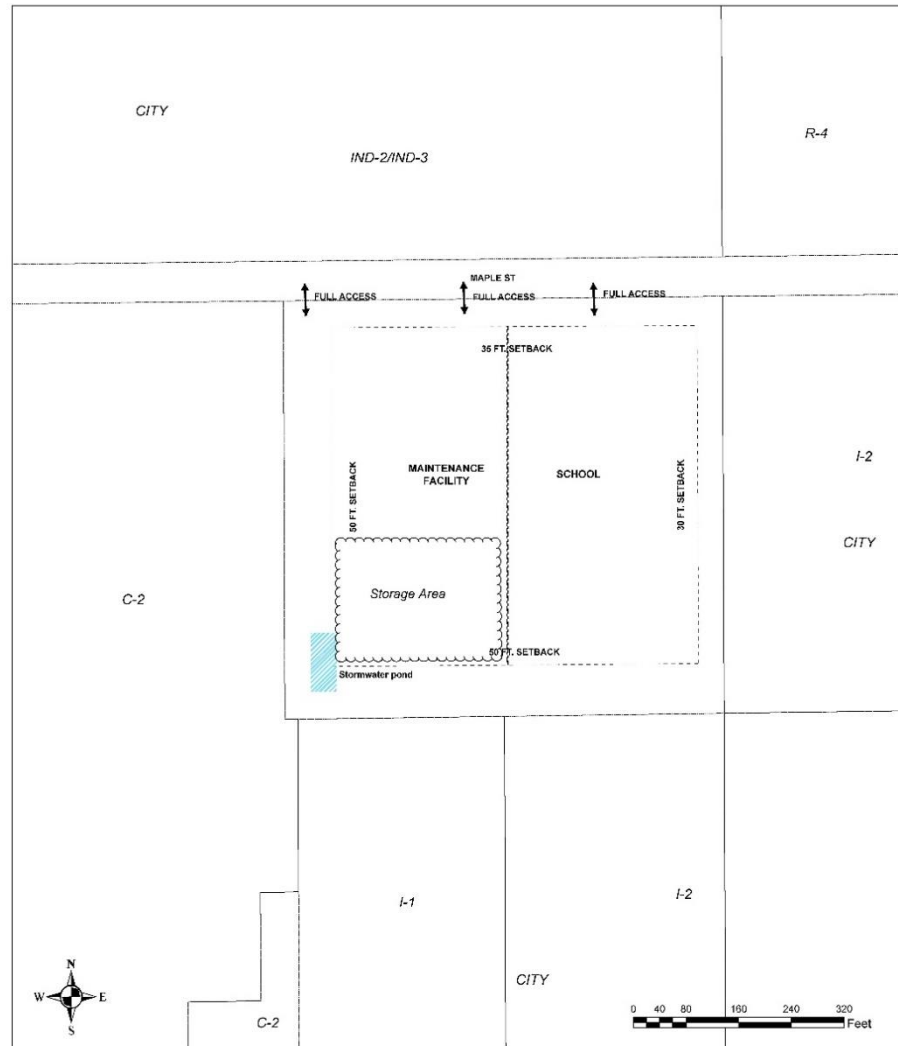 CITY
R-4
IND-2/IND-3
MAPLE ST
FULL ACCESS
FULL ACCESS
FULL ACCESS
35 FT. SETBACK
I-2
MAINTENANCE
FACILITY
SCHOOL
50 FT. SETBACK
30 FT. SETBACK
CITY
C-2
Storage Area
50 FT. SETBACK
Stormwater pond
I-1
I-2
CITY
C-2
N
W
E
S
0 40 80 160 240 320
Feet